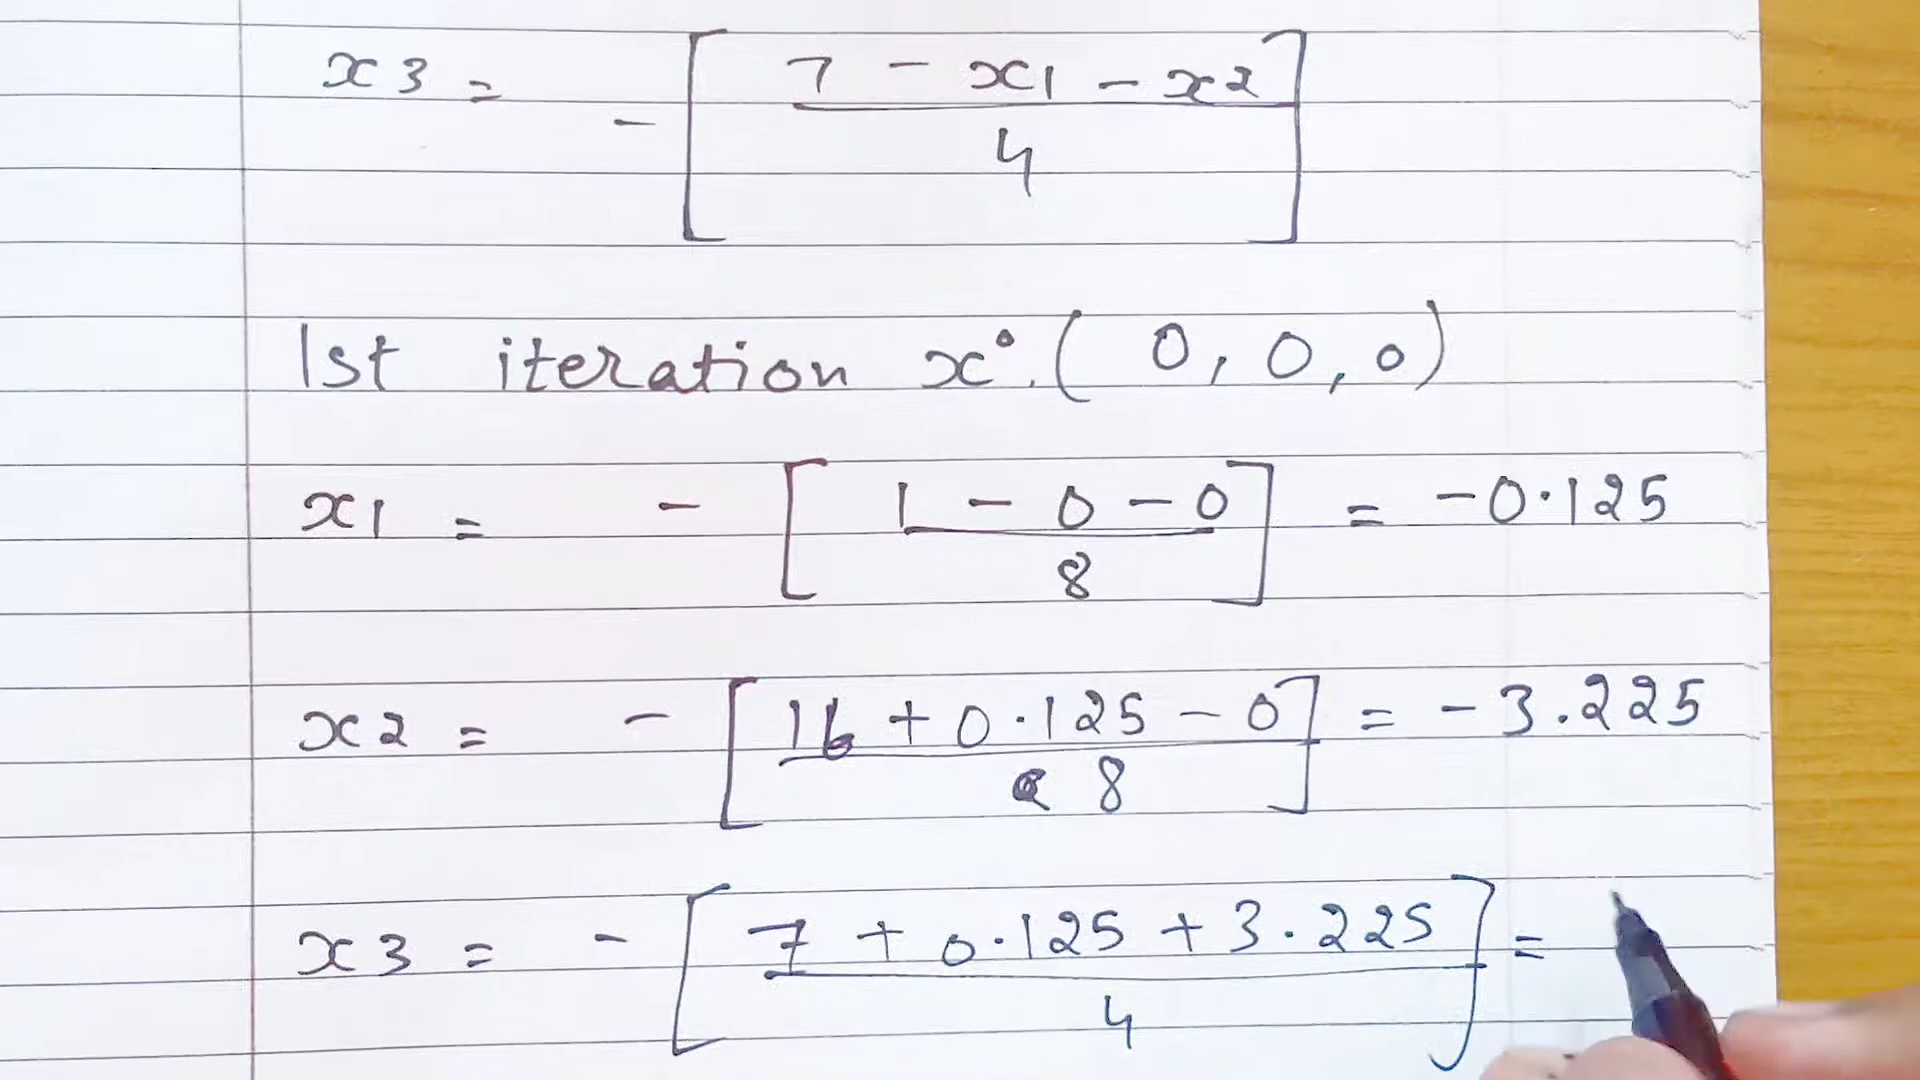 x3 = - [ 7 - x1 - x2 / 4 ]
1st iteration x°. ( 0, 0, 0 )
x1 = - [ 1 - 0 - 0 / 8 ] = -0.125
x2 = - [ 16 + 0.125 - 0 / 8 ] = -3.225
x3 = - [ 7 + 0.125 + 3.225 / 4 ] =